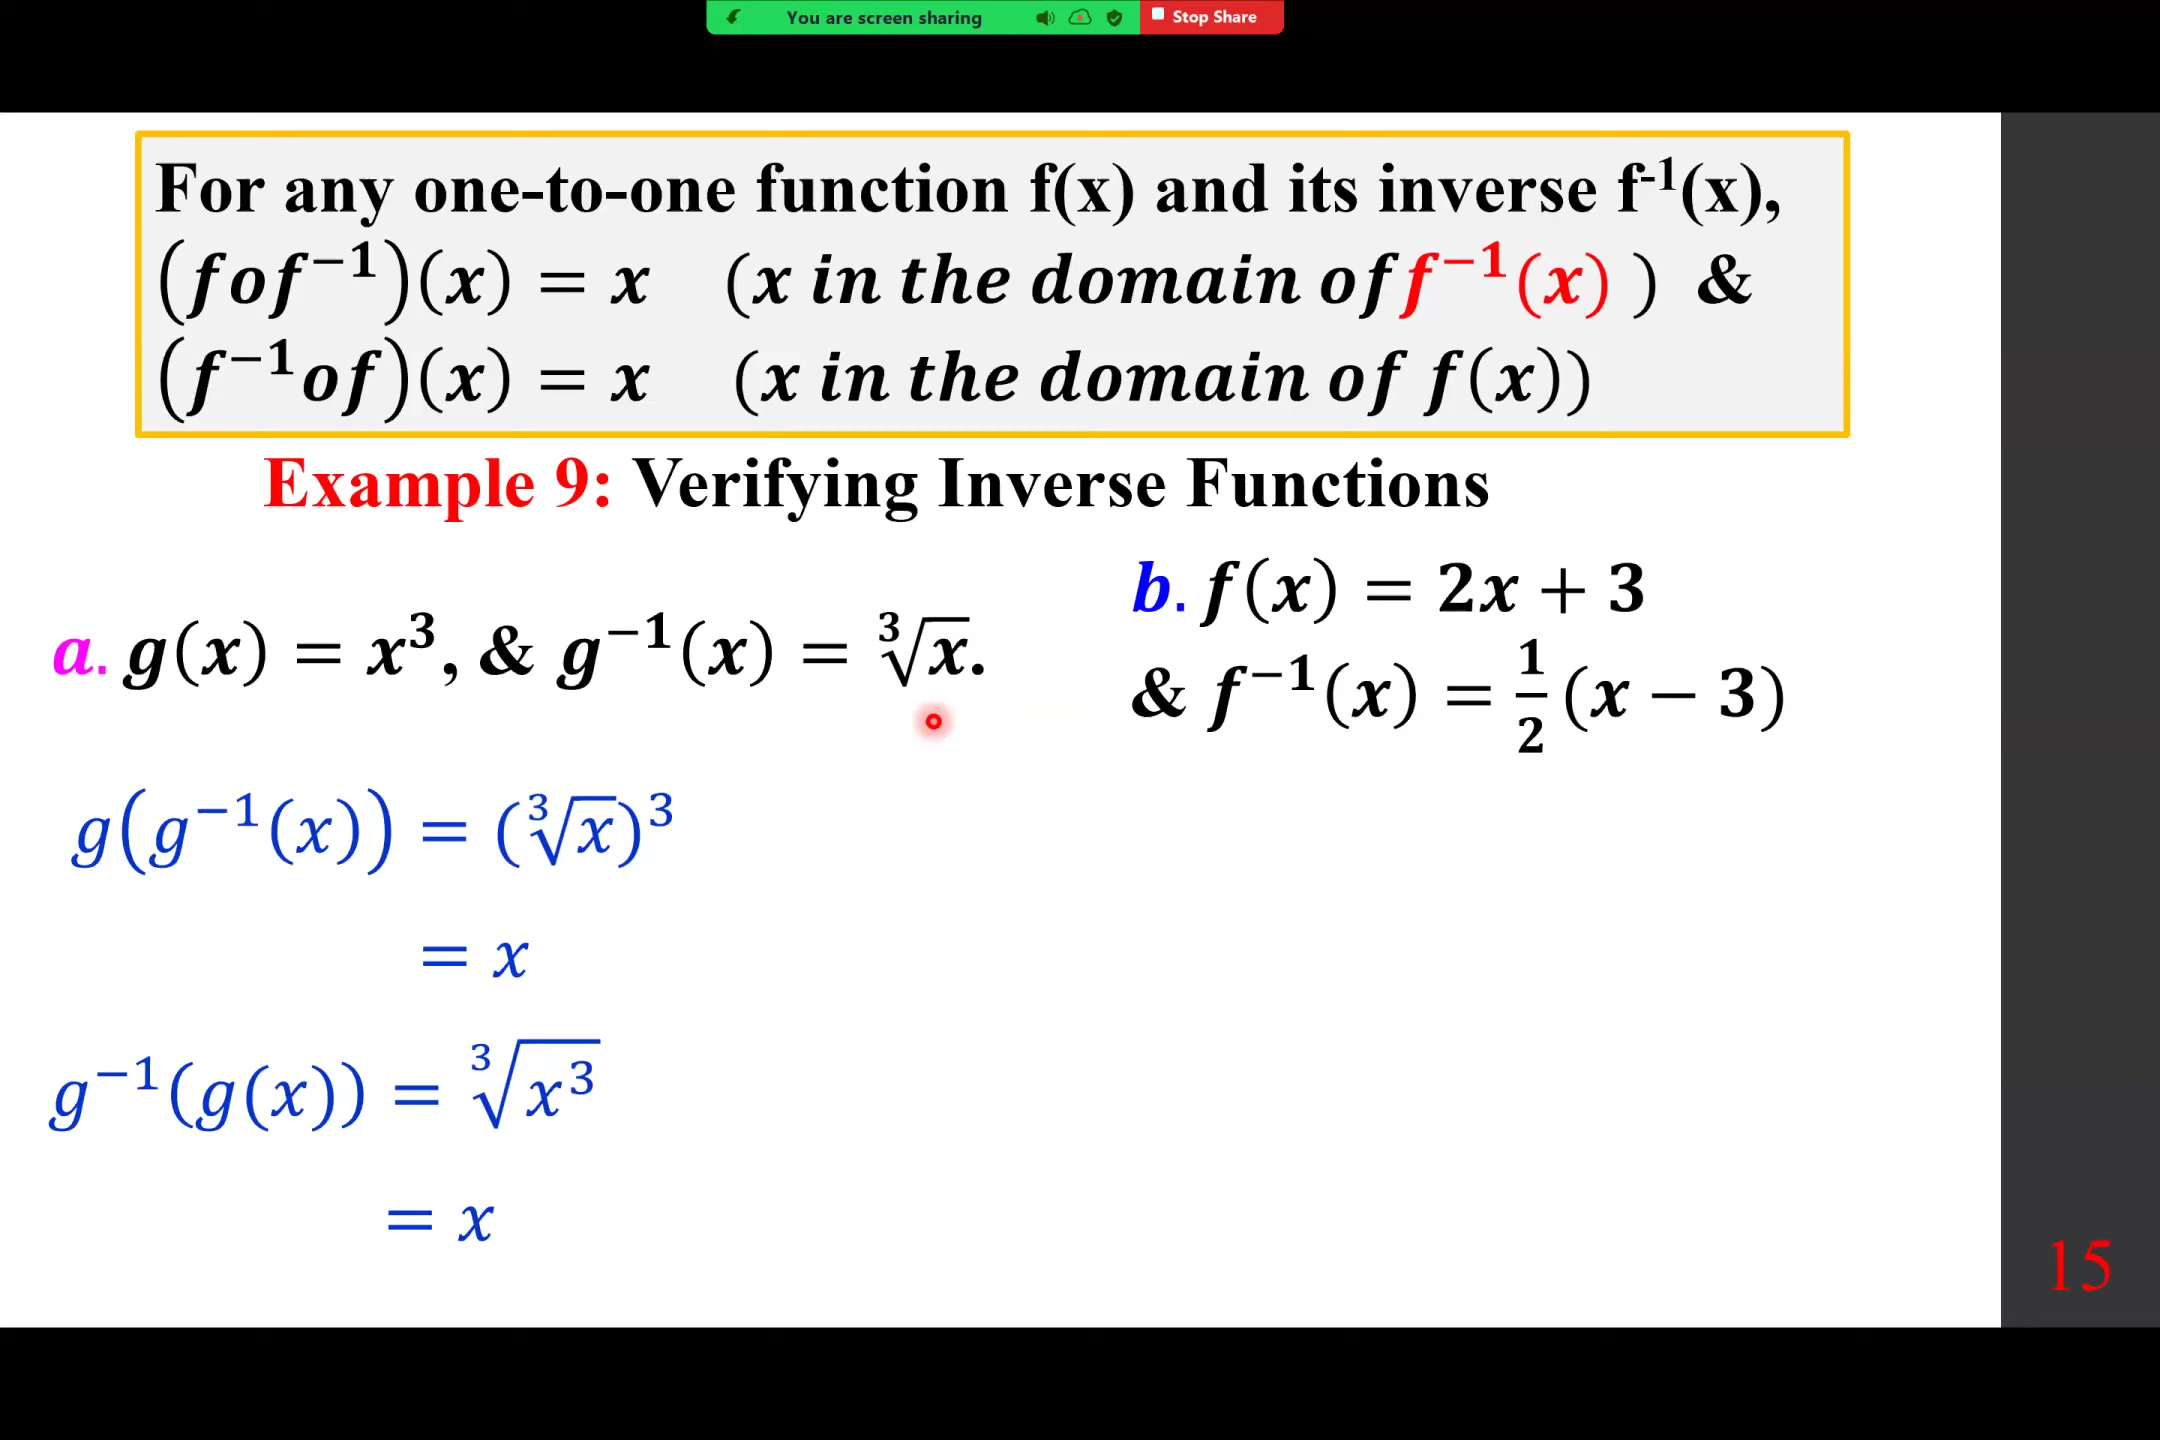 You are screen sharing Stop Share
For any one-to-one function f(x) and its inverse f⁻¹(x),
(fof⁻¹)(x) = x (x in the domain of f⁻¹(x) ) &
(f⁻¹of)(x) = x (x in the domain of f(x))
Example 9: Verifying Inverse Functions
a. g(x) = x³, & g⁻¹(x) = ∛x.
g(g⁻¹(x)) = (∛x)³
= x
g⁻¹(g(x)) = ∛x³
= x
b. f(x) = 2x + 3
& f⁻¹(x) = 1/2 (x − 3)
15